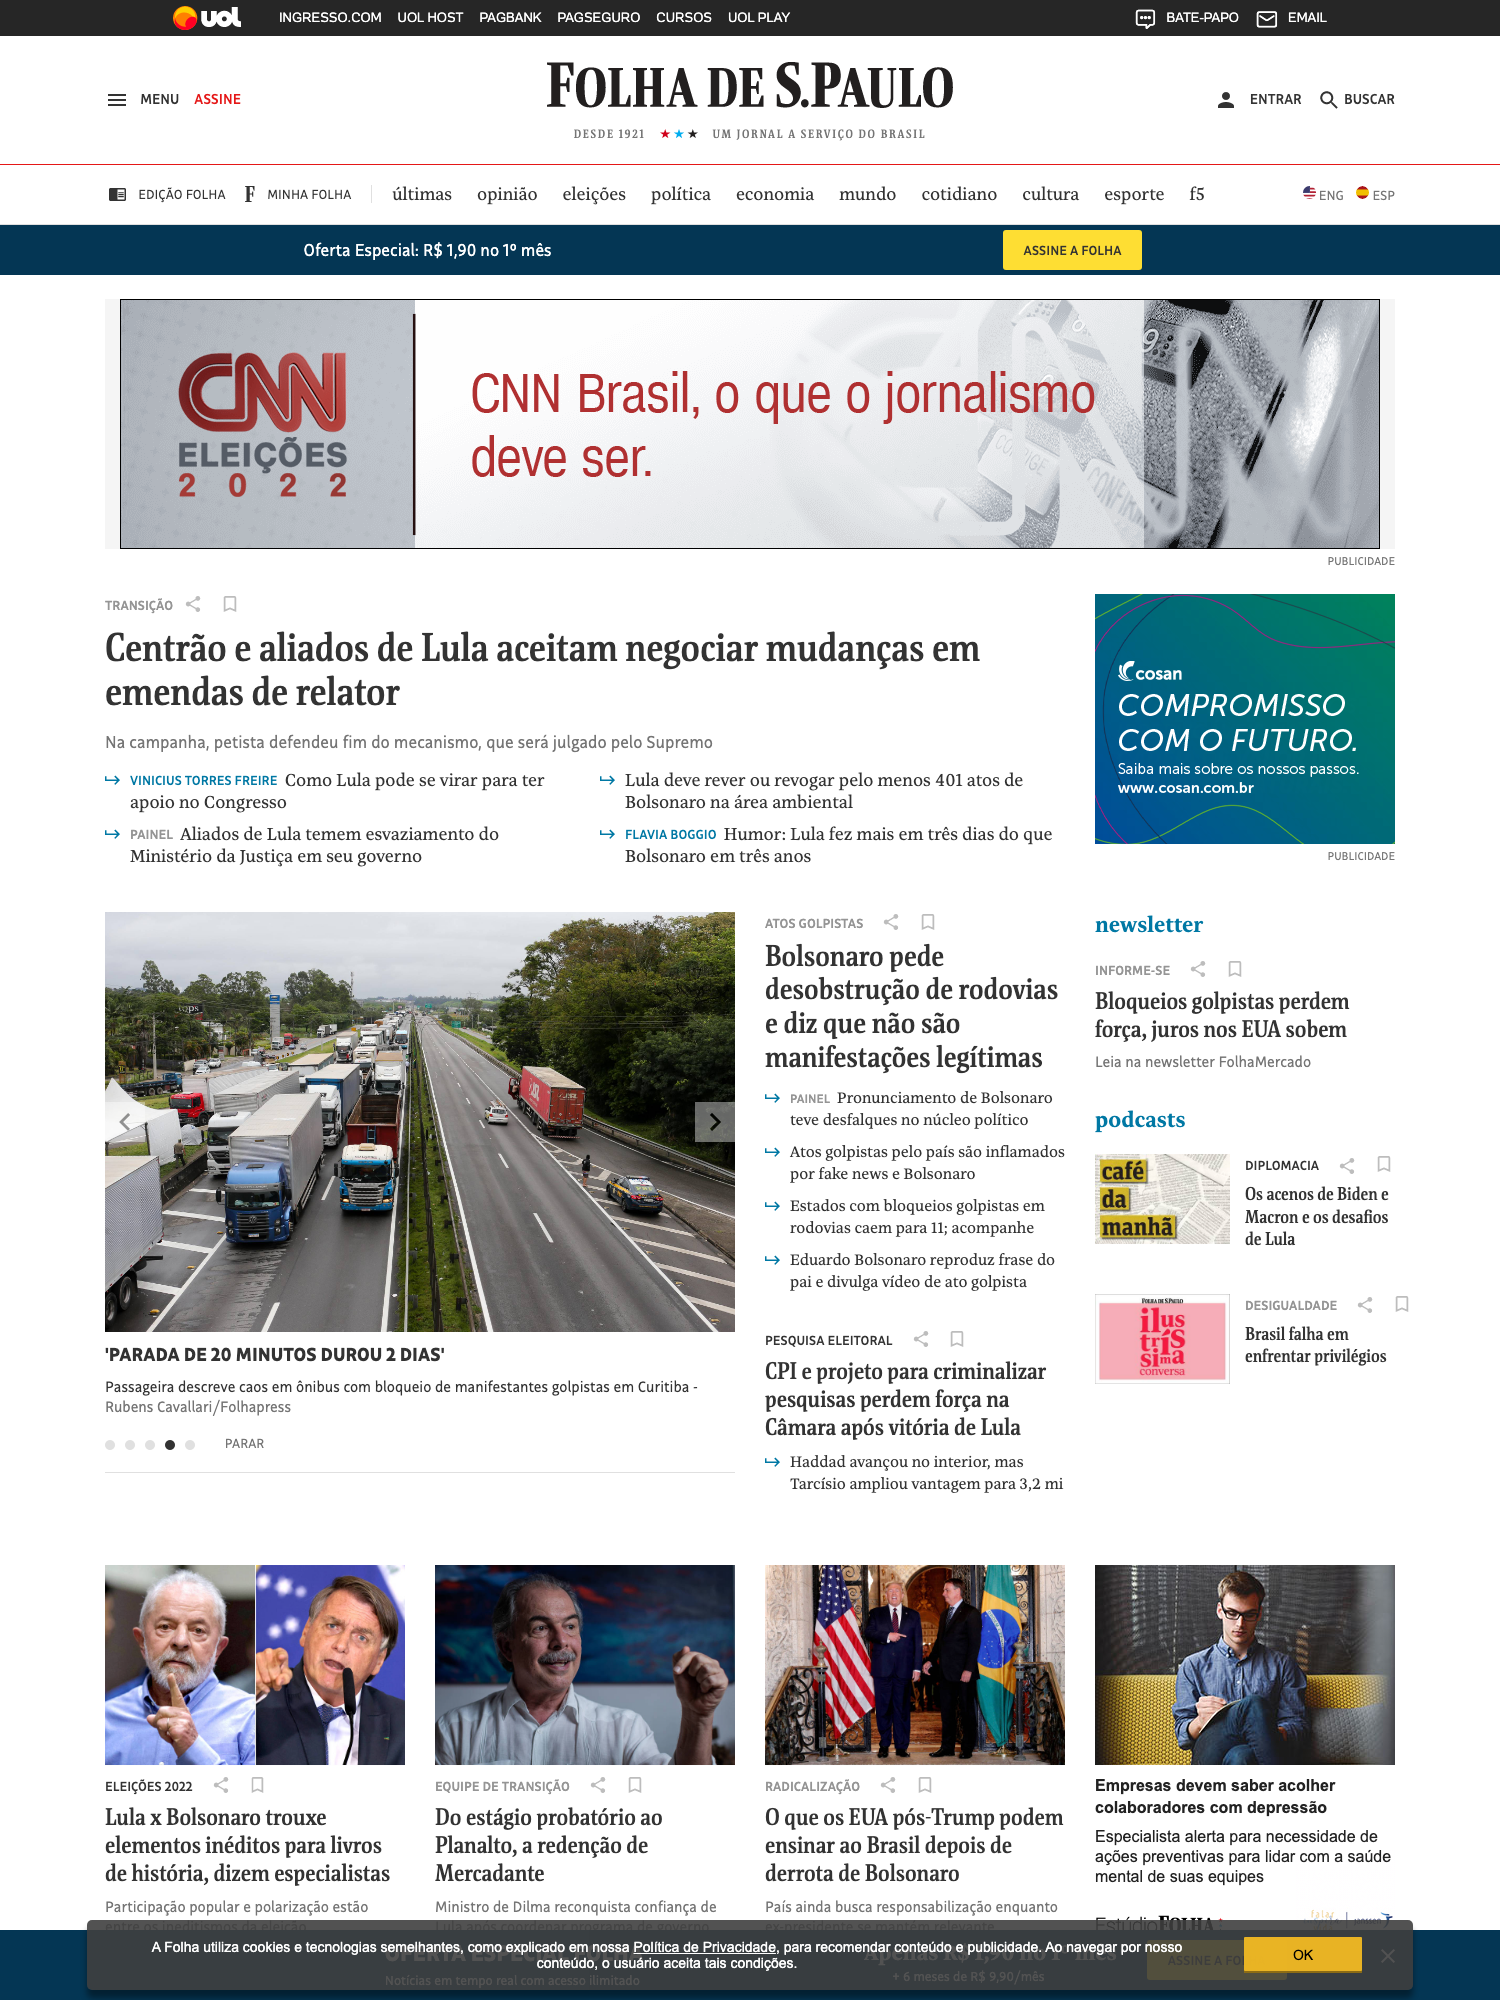 uol INGRESSO.COM UOL HOST PAGBANK PAGSEGURO CURSOS UOL PLAY BATE-PAPO EMAIL
MENU ASSINE
FOLHA DE S.PAULO
ENTRAR BUSCAR
DESDE 1921 ★★★ UM JORNAL A SERVIÇO DO BRASIL
EDIÇÃO FOLHA F MINHA FOLHA últimas opinião eleições política economia mundo cotidiano cultura esporte f5 ENG ESP
Oferta Especial: R$ 1,90 no 1º mês ASSINE A FOLHA
CNN
ELEIÇÕES
2022
CNN Brasil, o que o jornalismo
deve ser.
CORRIGE
CONFIRMA
PUBLICIDADE
TRANSIÇÃO
Centrão e aliados de Lula aceitam negociar mudanças em
emendas de relator
Na campanha, petista defendeu fim do mecanismo, que será julgado pelo Supremo
VINICIUS TORRES FREIRE Como Lula pode se virar para ter
apoio no Congresso
PAINEL Aliados de Lula temem esvaziamento do
Ministério da Justiça em seu governo
Lula deve rever ou revogar pelo menos 401 atos de
Bolsonaro na área ambiental
FLAVIA BOGGIO Humor: Lula fez mais em três dias do que
Bolsonaro em três anos
cosan
COMPROMISSO
COM O FUTURO.
Saiba mais sobre os nossos passos.
www.cosan.com.br
PUBLICIDADE
'PARADA DE 20 MINUTOS DUROU 2 DIAS'
Passageira descreve caos em ônibus com bloqueio de manifestantes golpistas em Curitiba -
Rubens Cavallari/Folhapress
PARAR
ATOS GOLPISTAS
Bolsonaro pede
desobstrução de rodovias
e diz que não são
manifestações legítimas
PAINEL Pronunciamento de Bolsonaro
teve desfalques no núcleo político
Atos golpistas pelo país são inflamados
por fake news e Bolsonaro
Estados com bloqueios golpistas em
rodovias caem para 11; acompanhe
Eduardo Bolsonaro reproduz frase do
pai e divulga vídeo de ato golpista
PESQUISA ELEITORAL
CPI e projeto para criminalizar
pesquisas perdem força na
Câmara após vitória de Lula
Haddad avançou no interior, mas
Tarcísio ampliou vantagem para 3,2 mi
newsletter
INFORME-SE
Bloqueios golpistas perdem
força, juros nos EUA sobem
Leia na newsletter FolhaMercado
podcasts
café
da
manhã
DIPLOMACIA
Os acenos de Biden e
Macron e os desafios
de Lula
FOLHA DE S.PAULO
ilus
trís
sima
conversa
DESIGUALDADE
Brasil falha em
enfrentar privilégios
ELEIÇÕES 2022
Lula x Bolsonaro trouxe
elementos inéditos para livros
de história, dizem especialistas
Participação popular e polarização estão
entre os ineditismos da eleição
EQUIPE DE TRANSIÇÃO
Do estágio probatório ao
Planalto, a redenção de
Mercadante
Ministro de Dilma reconquista confiança de
Lula após coordenar programa de governo
RADICALIZAÇÃO
O que os EUA pós-Trump podem
ensinar ao Brasil depois de
derrota de Bolsonaro
País ainda busca responsabilização enquanto
ex-presidente se mantém relevante
Empresas devem saber acolher
colaboradores com depressão
Especialista alerta para necessidade de
ações preventivas para lidar com a saúde
mental de suas equipes
Estúdio FOLHA
A Folha utiliza cookies e tecnologias semelhantes, como explicado em nossa Política de Privacidade, para recomendar conteúdo e publicidade. Ao navegar por nosso
conteúdo, o usuário aceita tais condições.
OK
Apenas R$ 1,90 no 1º mês
Notícias em tempo real com acesso ilimitado
+ 6 meses de R$ 9,90/mês
ASSINE A FO